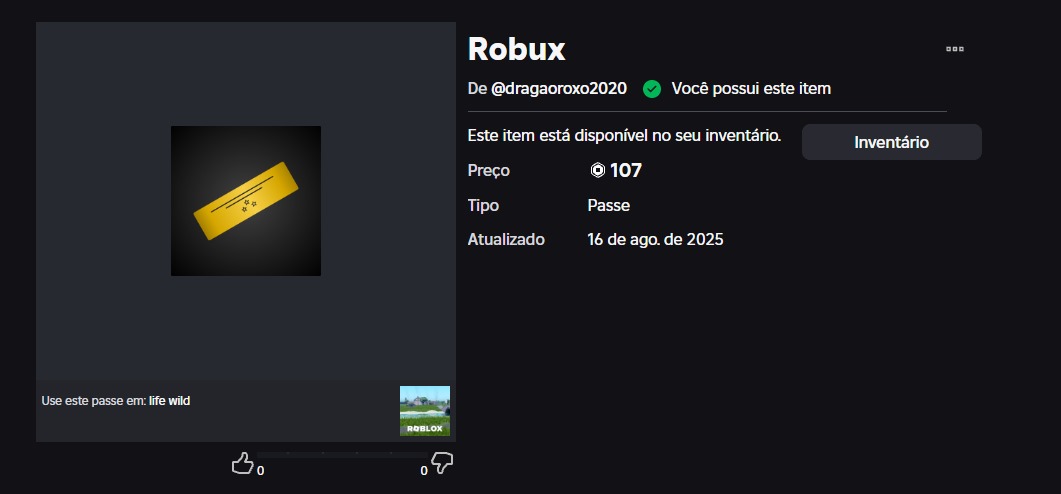 Robux
De @dragaoroxo2020 Você possui este item
Este item está disponível no seu inventário.
Inventário
Preço 107
Tipo Passe
Atualizado 16 de ago. de 2025
Use este passe em: life wild
ROBLOX
0 0